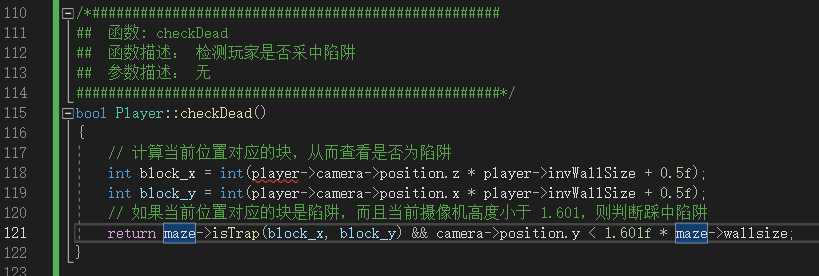 110 /*####################################################
111 ## 函数: checkDead
112 ## 函数描述： 检测玩家是否采中陷阱
113 ## 参数描述： 无
114 ######################################################*/
115 bool Player::checkDead()
116 {
117 // 计算当前位置对应的块，从而查看是否为陷阱
118 int block_x = int(player->camera->position.z * player->invWallSize + 0.5f);
119 int block_y = int(player->camera->position.x * player->invWallSize + 0.5f);
120 // 如果当前位置对应的块是陷阱，而且当前摄像机高度小于 1.601，则判断踩中陷阱
121 return maze->isTrap(block_x, block_y) && camera->position.y < 1.601f * maze->wallsize;
122 }
123